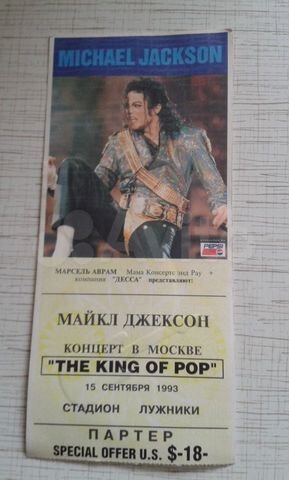 MICHAEL JACKSON
PEPSI
МАРСЕЛЬ АВРАМ Мама Концертс энд Рау +
компания "ДЕССА" представляют:
МАЙКЛ ДЖЕКСОН
КОНЦЕРТ В МОСКВЕ
"THE KING OF POP"
15 СЕНТЯБРЯ 1993
СТАДИОН ЛУЖНИКИ
ПАРТЕР
SPECIAL OFFER U.S. $-18-